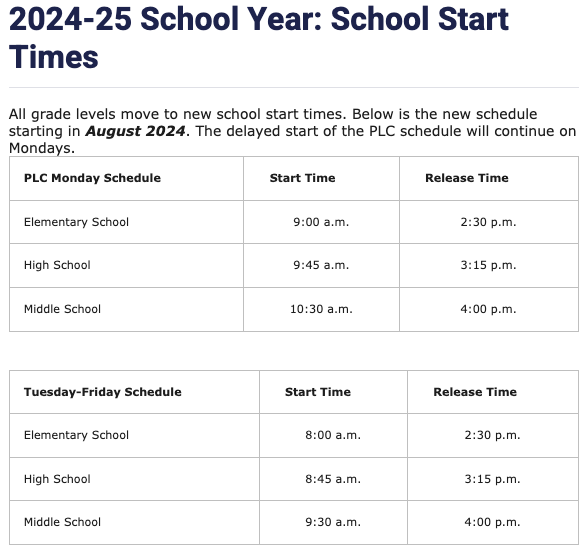 2024-25 School Year: School Start
Times
All grade levels move to new school start times. Below is the new schedule
starting in August 2024. The delayed start of the PLC schedule will continue on
Mondays.
PLC Monday Schedule Start Time Release Time
Elementary School 9:00 a.m. 2:30 p.m.
High School 9:45 a.m. 3:15 p.m.
Middle School 10:30 a.m. 4:00 p.m.
Tuesday-Friday Schedule Start Time Release Time
Elementary School 8:00 a.m. 2:30 p.m.
High School 8:45 a.m. 3:15 p.m.
Middle School 9:30 a.m. 4:00 p.m.